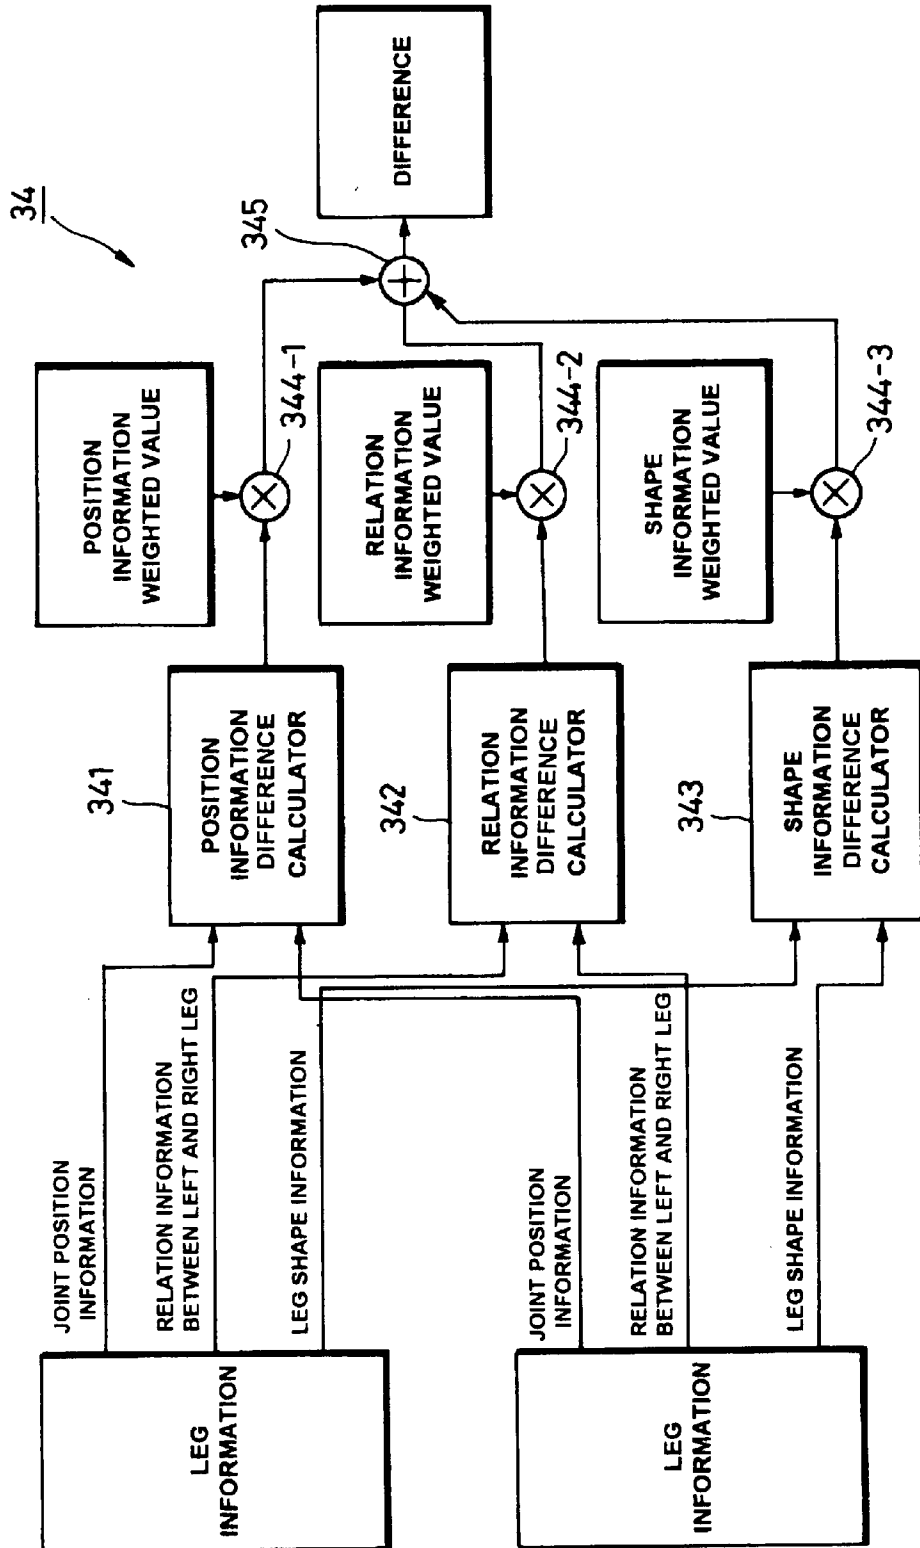 34
LEG
INFORMATION
JOINT POSITION
INFORMATION
RELATION INFORMATION
BETWEEN LEFT AND RIGHT LEG
LEG SHAPE INFORMATION
LEG
INFORMATION
JOINT POSITION
INFORMATION
RELATION INFORMATION
BETWEEN LEFT AND RIGHT LEG
LEG SHAPE INFORMATION
341
POSITION
INFORMATION
DIFFERENCE
CALCULATOR
342
RELATION
INFORMATION
DIFFERENCE
CALCULATOR
343
SHAPE
INFORMATION
DIFFERENCE
CALCULATOR
POSITION
INFORMATION
WEIGHTED VALUE
344-1
RELATION
INFORMATION
WEIGHTED VALUE
344-2
SHAPE
INFORMATION
WEIGHTED VALUE
344-3
345
DIFFERENCE